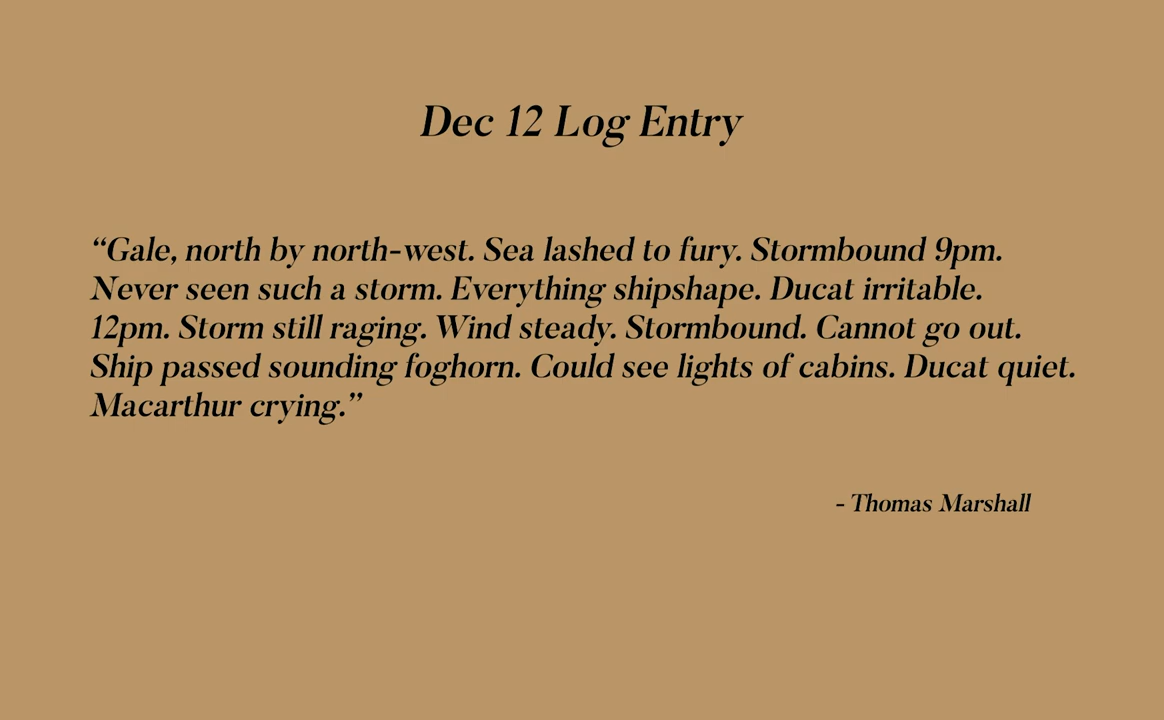 Dec 12 Log Entry
“Gale, north by north-west. Sea lashed to fury. Stormbound 9pm.
Never seen such a storm. Everything shipshape. Ducat irritable.
12pm. Storm still raging. Wind steady. Stormbound. Cannot go out.
Ship passed sounding foghorn. Could see lights of cabins. Ducat quiet.
Macarthur crying.”
- Thomas Marshall